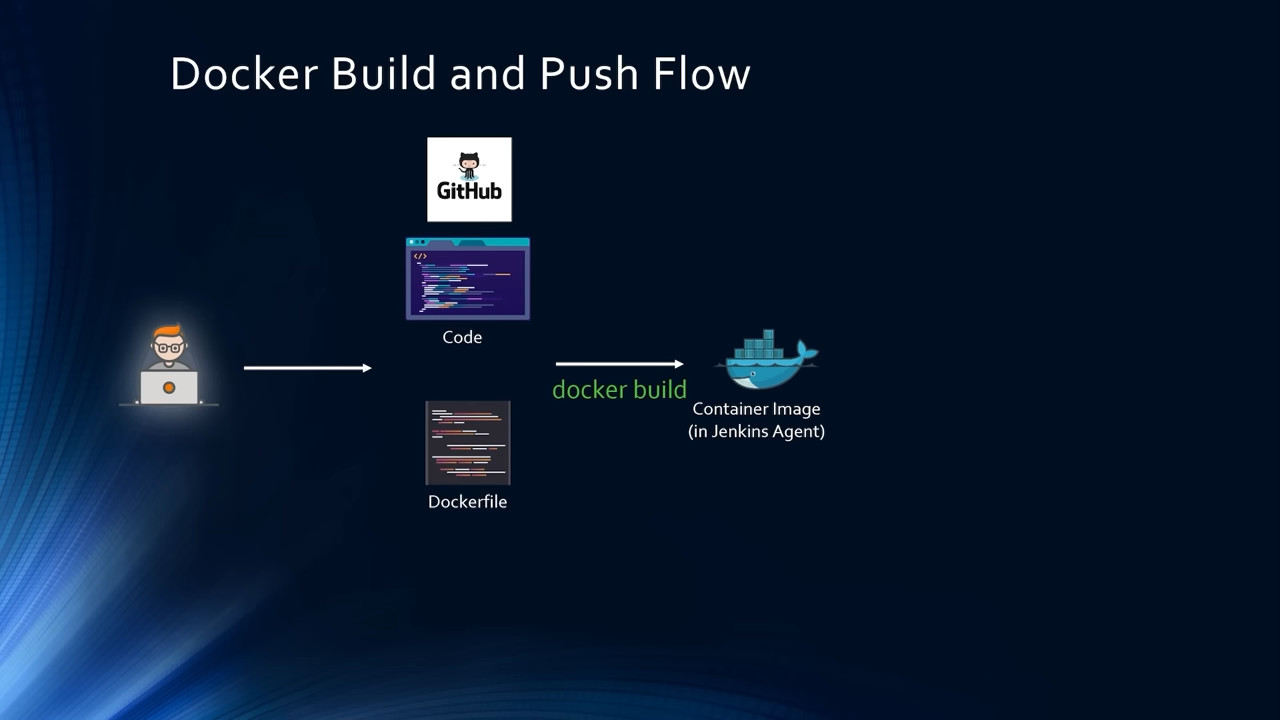 Docker Build and Push Flow
GitHub
</>
Code
docker build
Container Image
(in Jenkins Agent)
Dockerfile